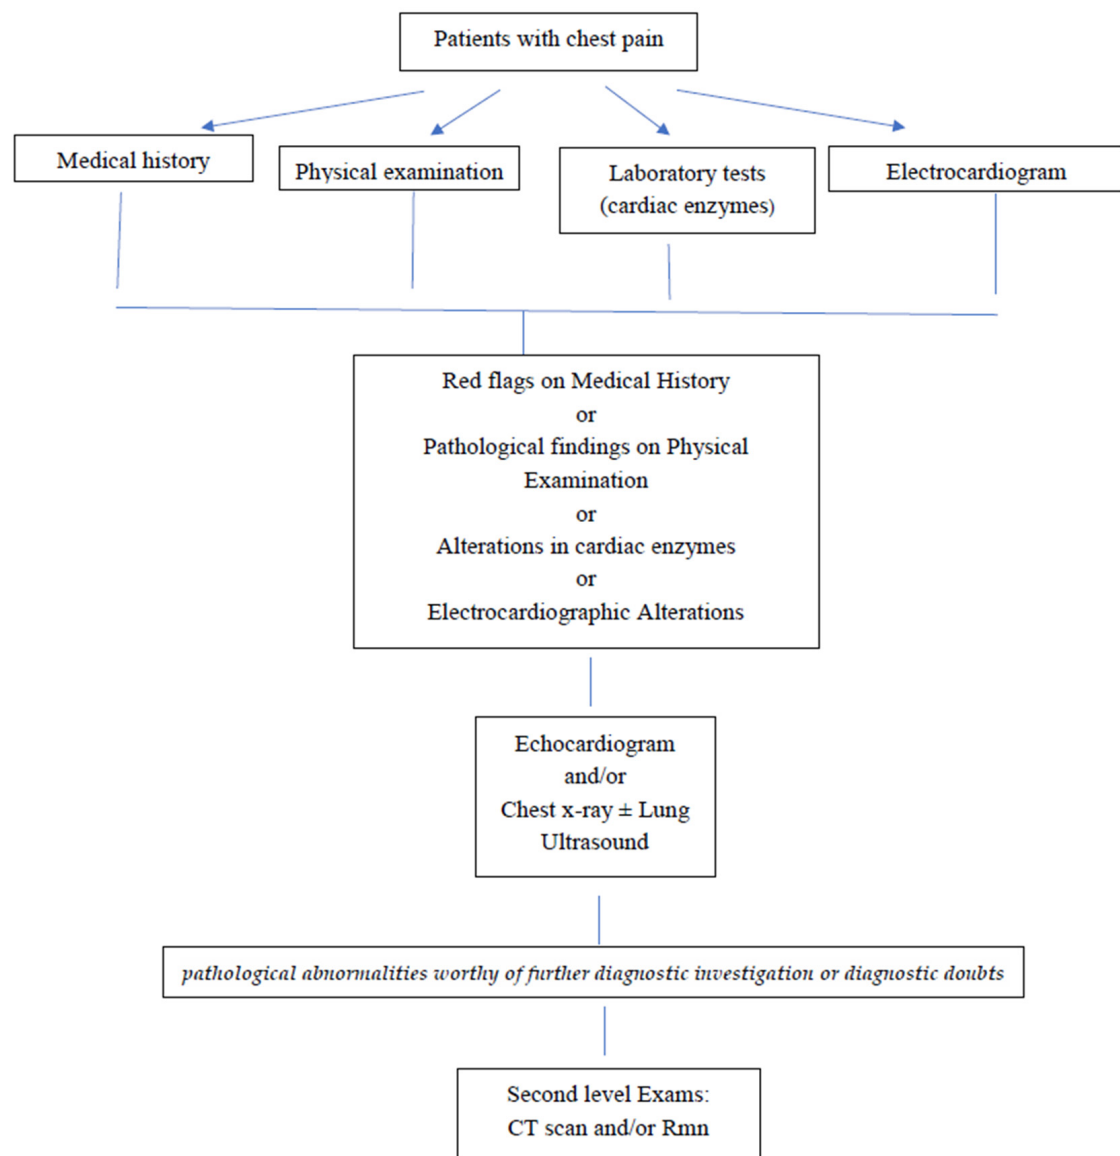 Patients with chest pain
Medical history
Physical examination
Laboratory tests
(cardiac enzymes)
Electrocardiogram
Red flags on Medical History
or
Pathological findings on Physical
Examination
or
Alterations in cardiac enzymes
or
Electrocardiographic Alterations
Echocardiogram
and/or
Chest x-ray ± Lung
Ultrasound
pathological abnormalities worthy of further diagnostic investigation or diagnostic doubts
Second level Exams:
CT scan and/or Rmn